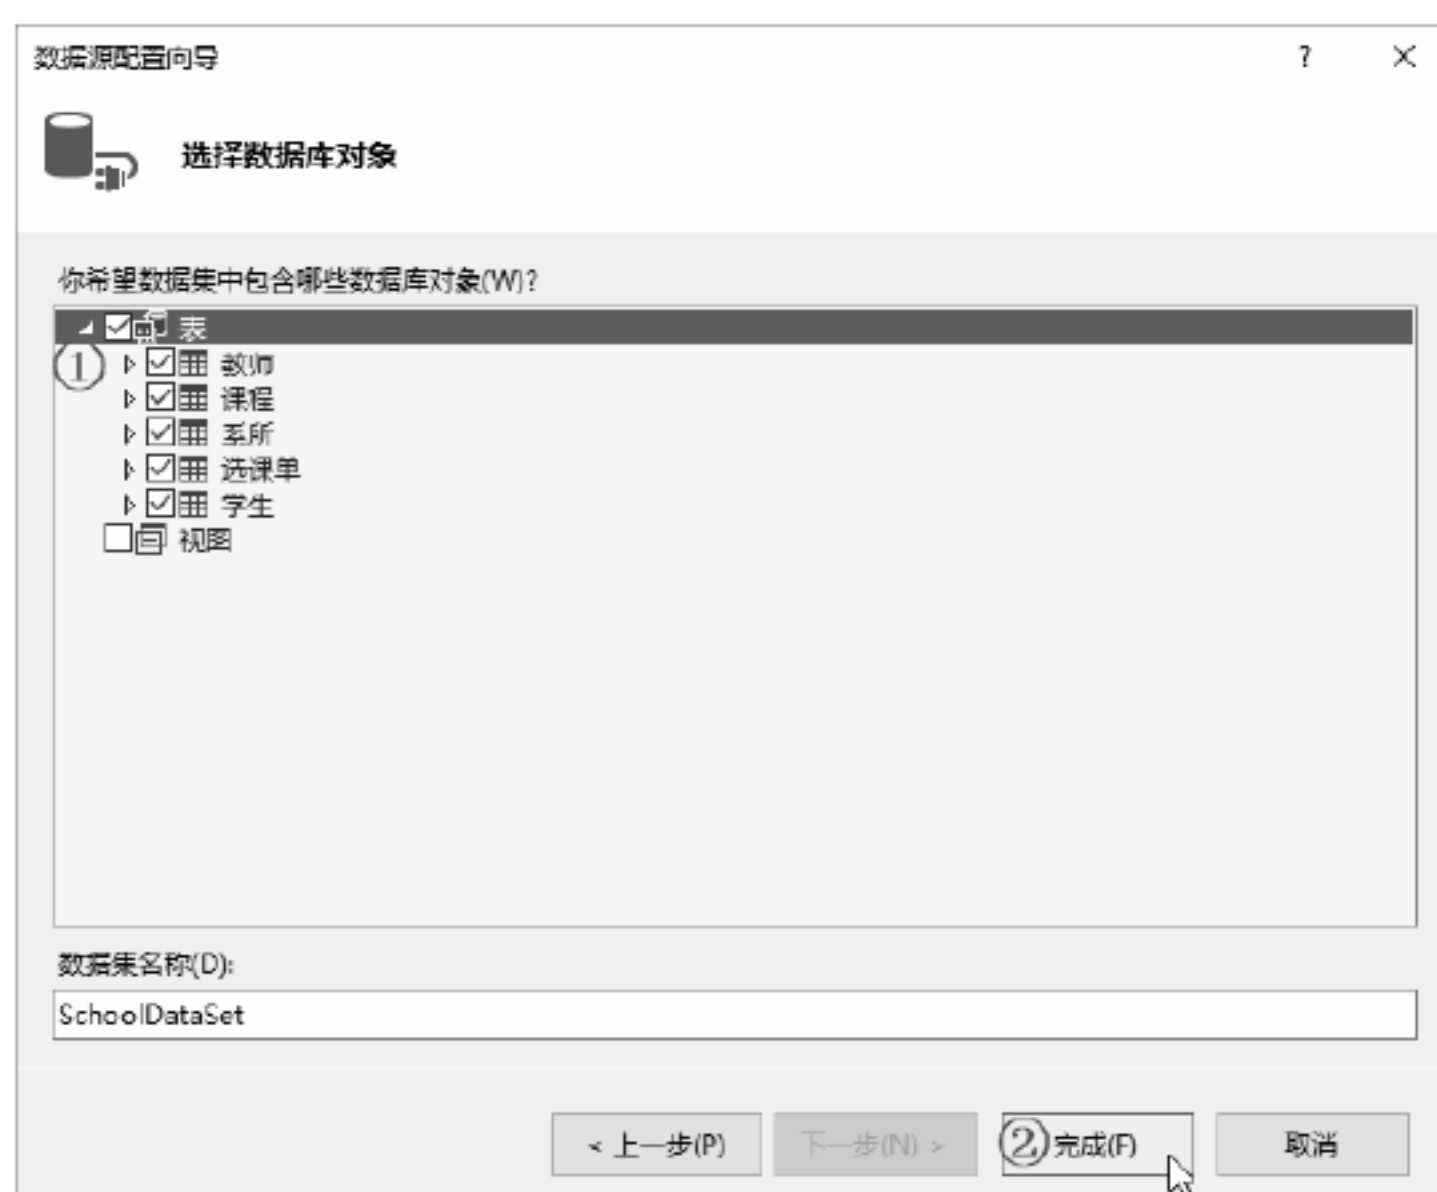 数据源配置向导 ? ×
选择数据库对象
你希望数据集中包含哪些数据库对象(W)?
表
① 教师
课程
系所
选课单
学生
视图
数据集名称(D):
SchoolDataSet
< 上一步(P) 下一步(N) > ②完成(F) 取消